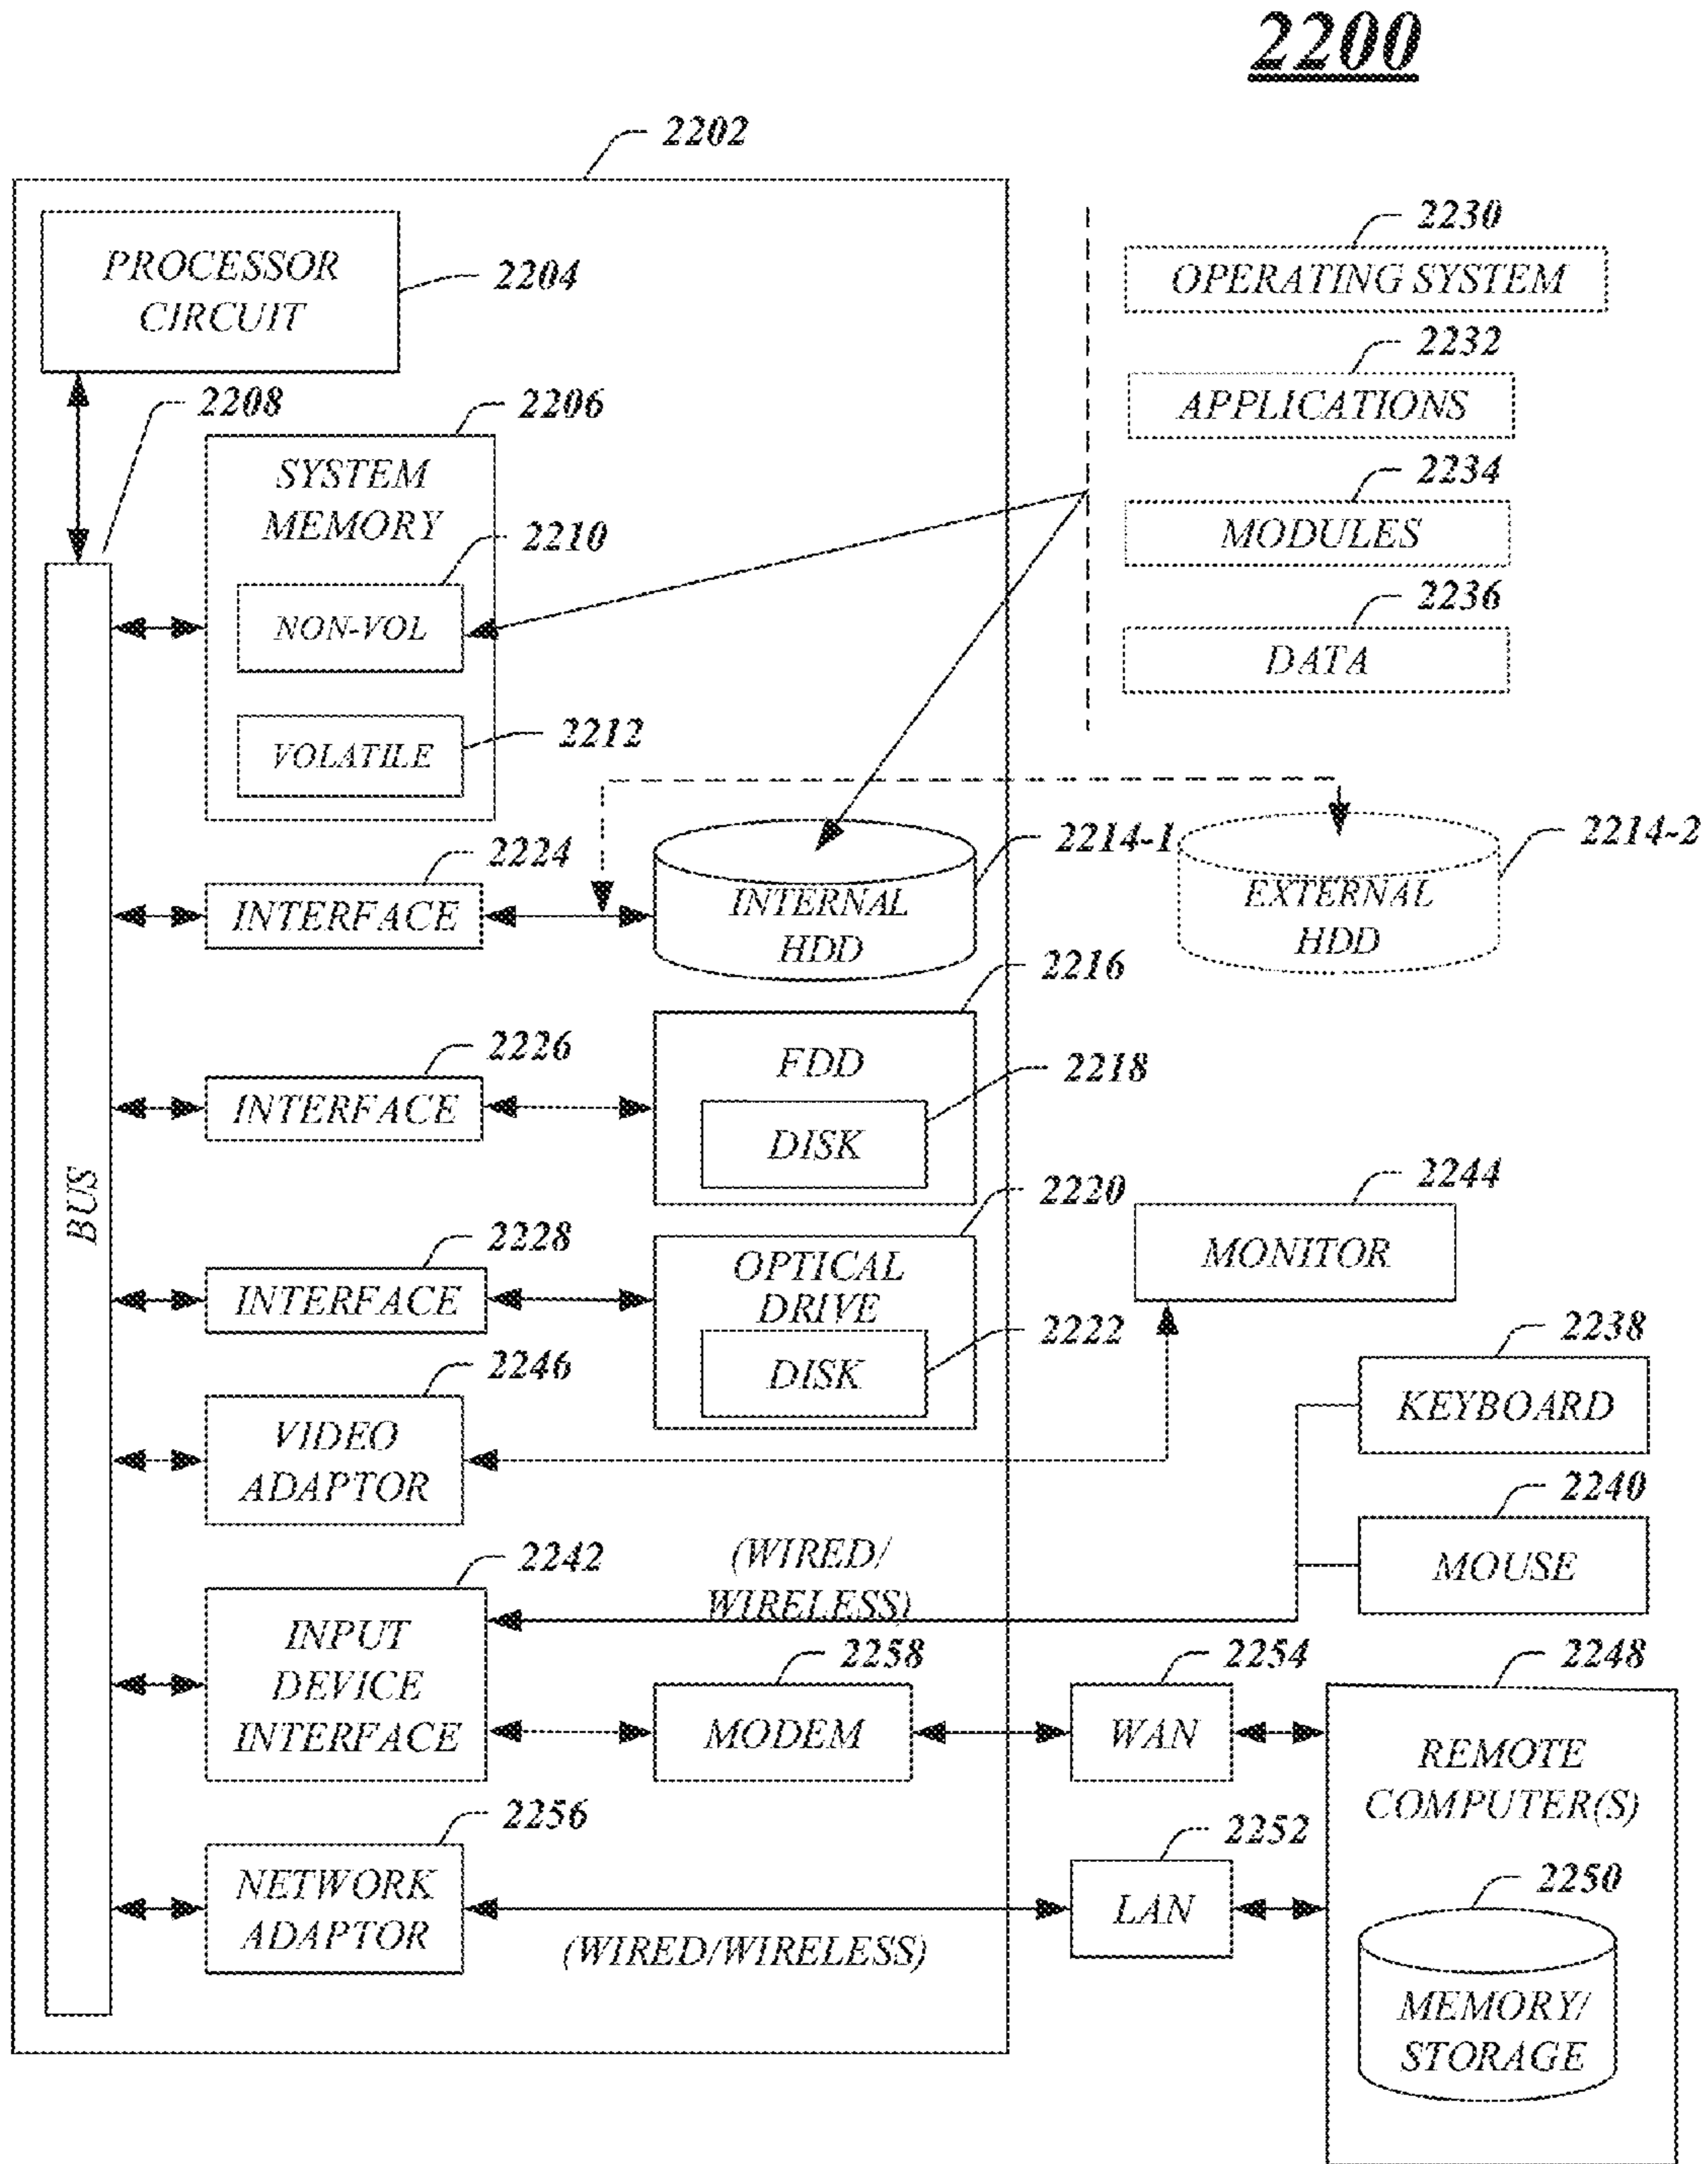 2200
2202
PROCESSOR
CIRCUIT
2204
2208
2206
SYSTEM
MEMORY
2210
NON-VOL
2212
VOLATILE
2230
OPERATING SYSTEM
2232
APPLICATIONS
2234
MODULES
2236
DATA
BUS
2224
INTERFACE
2214-1
INTERNAL
HDD
2214-2
EXTERNAL
HDD
2226
INTERFACE
2216
FDD
2218
DISK
2228
INTERFACE
2220
OPTICAL
DRIVE
2222
DISK
2244
MONITOR
2246
VIDEO
ADAPTOR
2238
KEYBOARD
2240
MOUSE
2242
INPUT
DEVICE
INTERFACE
(WIRED/
WIRELESS)
2258
MODEM
2254
WAN
2248
REMOTE
COMPUTER(S)
2256
NETWORK
ADAPTOR
(WIRED/WIRELESS)
2252
LAN
2250
MEMORY/
STORAGE